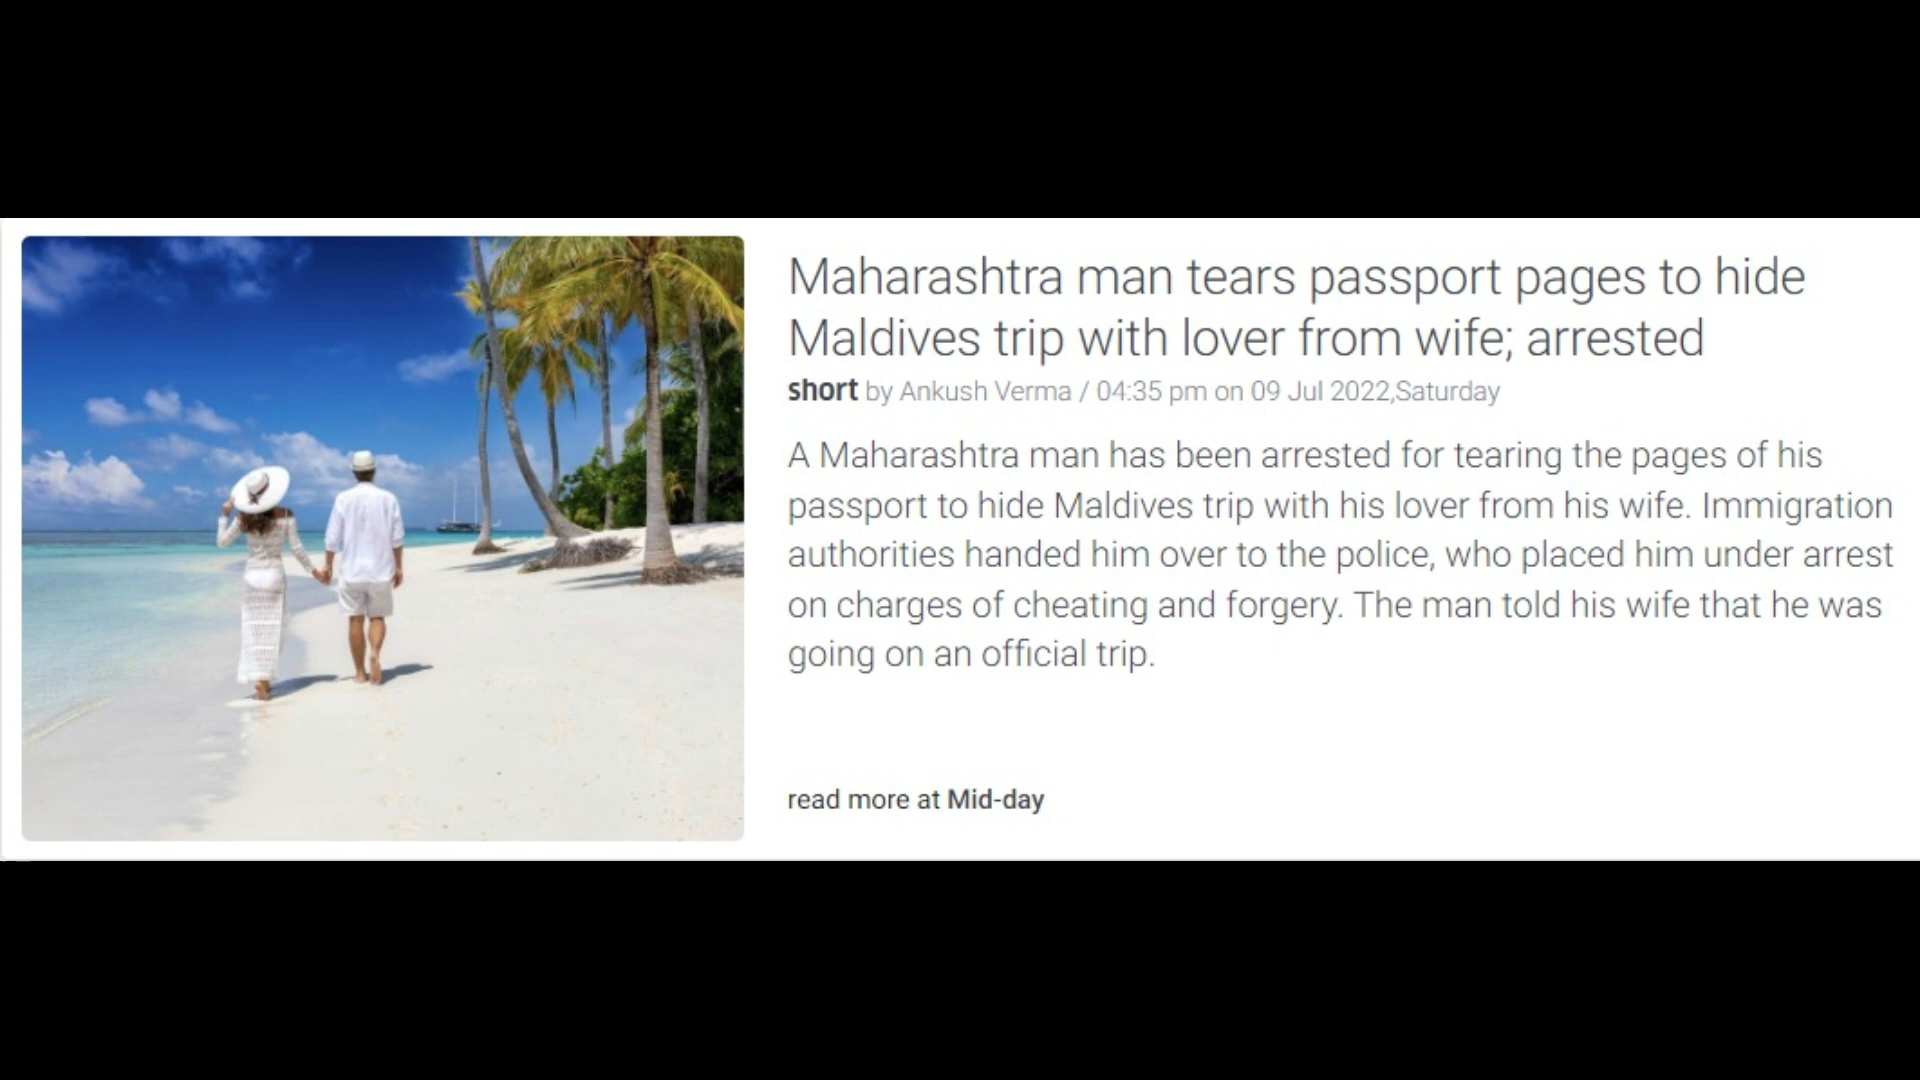 Maharashtra man tears passport pages to hide
Maldives trip with lover from wife; arrested
short by Ankush Verma / 04:35 pm on 09 Jul 2022,Saturday
A Maharashtra man has been arrested for tearing the pages of his
passport to hide Maldives trip with his lover from his wife. Immigration
authorities handed him over to the police, who placed him under arrest
on charges of cheating and forgery. The man told his wife that he was
going on an official trip.
read more at Mid-day